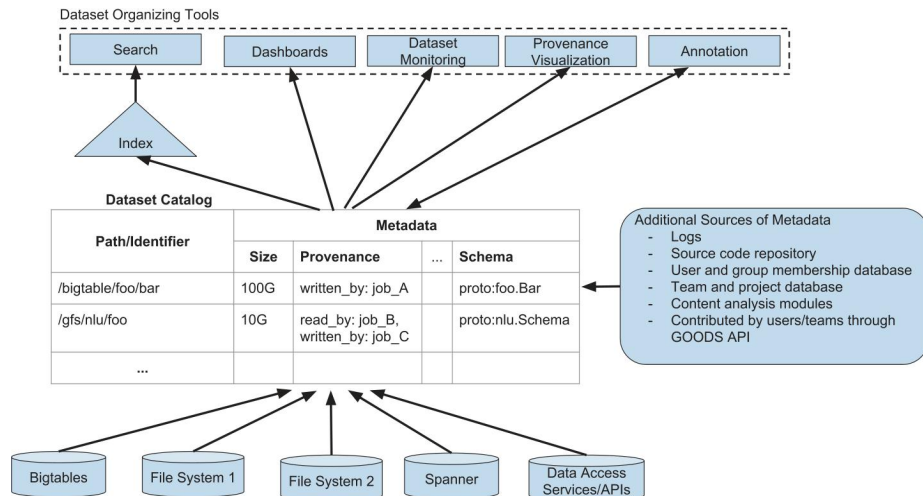 Dataset Organizing Tools
Search
Dashboards
Dataset
Monitoring
Provenance
Visualization
Annotation
Index
Dataset Catalog
Path/Identifier
Metadata
Size
Provenance
...
Schema
/bigtable/foo/bar
100G
written_by: job_A
proto:foo.Bar
/gfs/nlu/foo
10G
read_by: job_B,
written_by: job_C
proto:nlu.Schema
...
Additional Sources of Metadata
- Logs
- Source code repository
- User and group membership database
- Team and project database
- Content analysis modules
- Contributed by users/teams through
GOODS API
Bigtables
File System 1
File System 2
Spanner
Data Access
Services/APIs